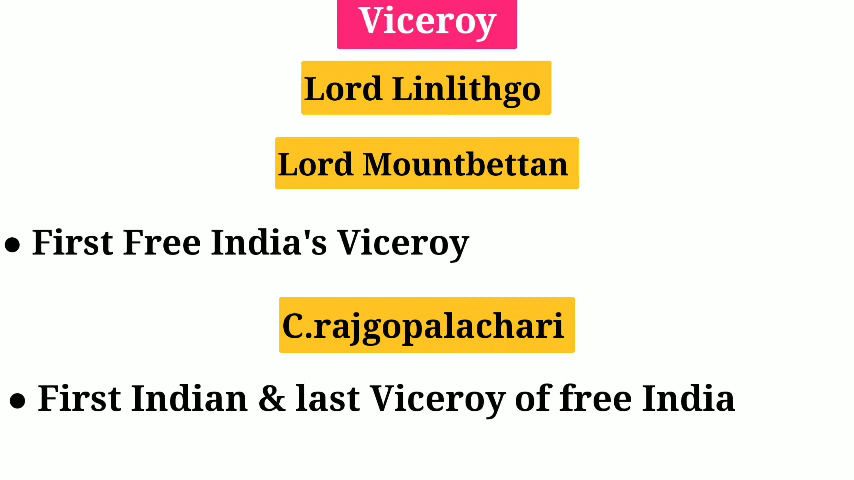 Viceroy
Lord Linlithgo
Lord Mountbettan
● First Free India's Viceroy
C.rajgopalachari
● First Indian & last Viceroy of free India